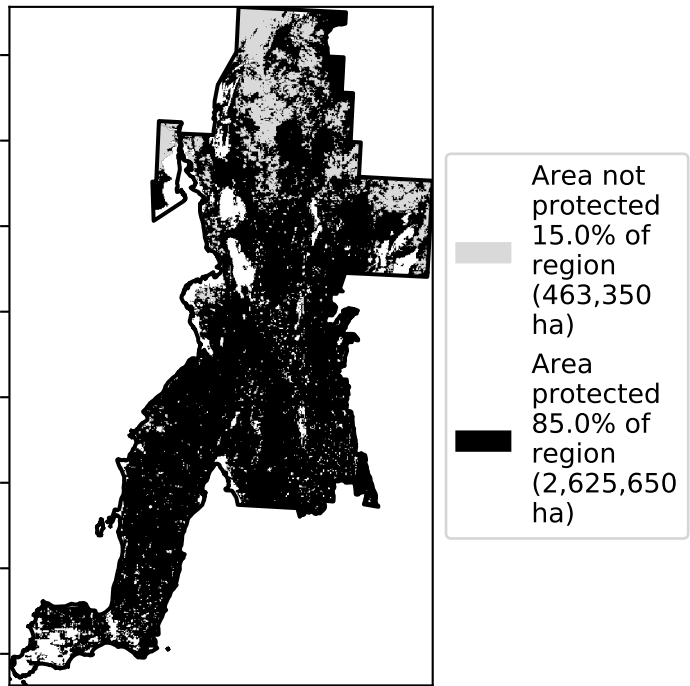 Area not
protected
15.0% of
region
(463,350
ha)
Area
protected
85.0% of
region
(2,625,650
ha)